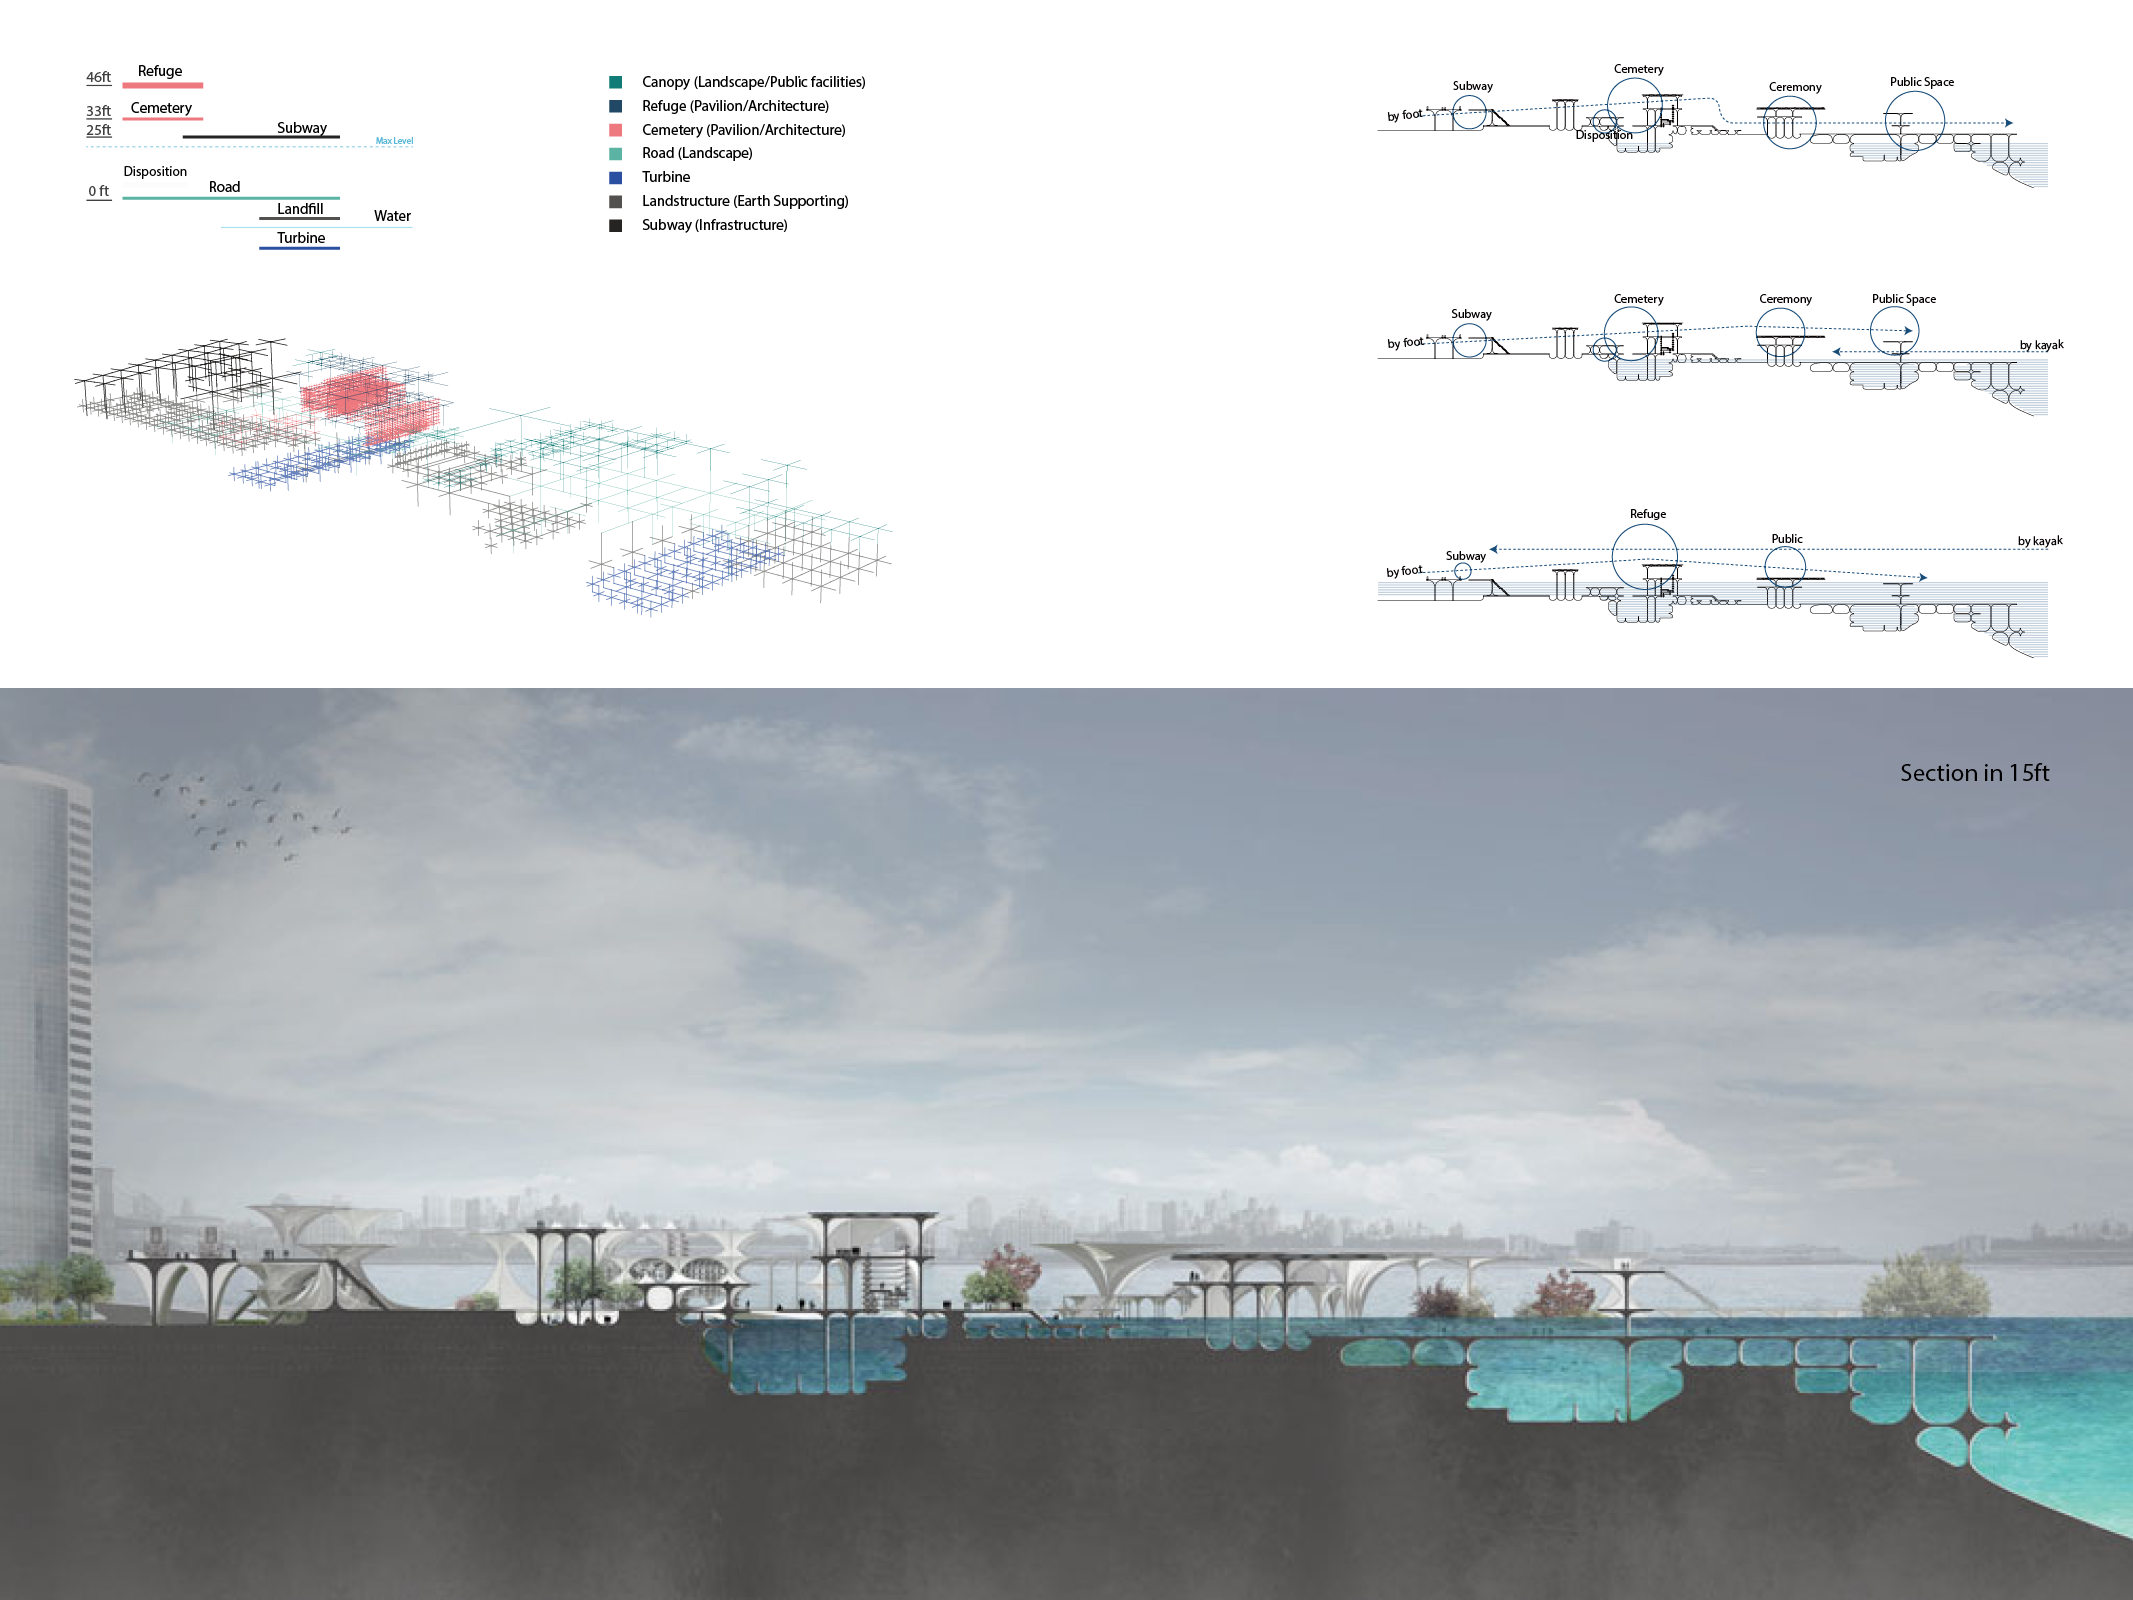 46ft
Refuge
33ft
Cemetery
25ft
Subway
Max Level
Disposition
0 ft
Road
Landfill
Water
Turbine
Canopy (Landscape/Public facilities)
Refuge (Pavilion/Architecture)
Cemetery (Pavilion/Architecture)
Road (Landscape)
Turbine
Landstructure (Earth Supporting)
Subway (Infrastructure)
Cemetery
Subway
Ceremony
Public Space
by foot
Disposition
Cemetery
Ceremony
Public Space
Subway
by foot
by kayak
Refuge
Public
by kayak
Subway
by foot
Section in 15ft